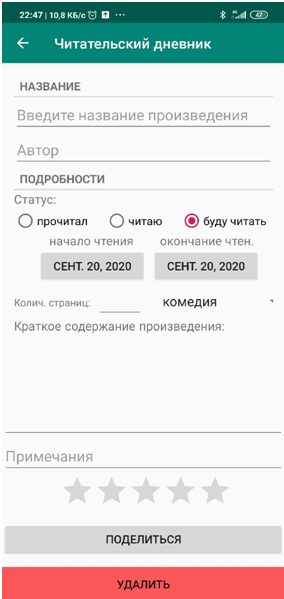 22:47 | 10,8 КБ/с ... 47
Читательский дневник
НАЗВАНИЕ
Введите название произведения
Автор
ПОДРОБНОСТИ
Статус:
прочитал читаю буду читать
начало чтения окончание чтен.
СЕНТ. 20, 2020 СЕНТ. 20, 2020
Колич. страниц: комедия
Краткое содержание произведения:
Примечания
ПОДЕЛИТЬСЯ
УДАЛИТЬ